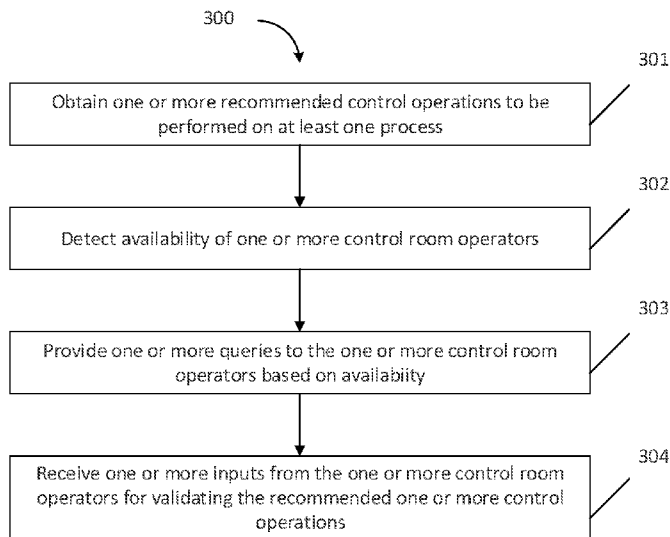 300
301
Obtain one or more recommended control operations to be
performed on at least one process
302
Detect availability of one or more control room operators
303
Provide one or more queries to the one or more control room
operators based on availability
304
Receive one or more inputs from the one or more control room
operators for validating the recommended one or more control
operations